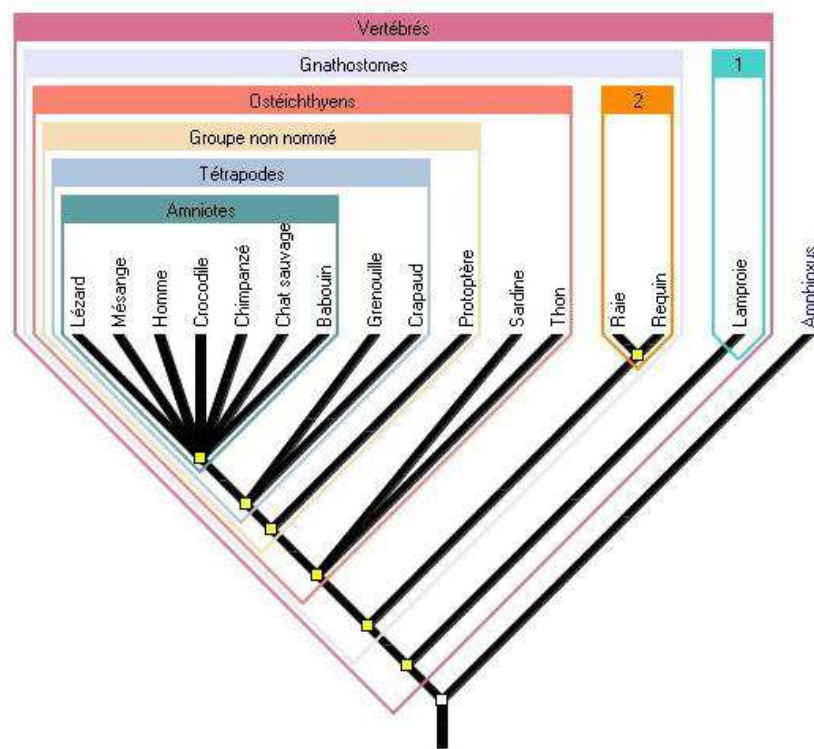 Vertébrés
Gnathostomes
1
Ostéichthyens
2
Groupe non nommé
Tétrapodes
Amniotes
Lézard
Mésange
Homme
Crocodile
Chimpanzé
Chat sauvage
Babouin
Grenouille
Crapaud
Protoptère
Sardine
Thon
Raie
Requin
Lamproie
Amphioxus